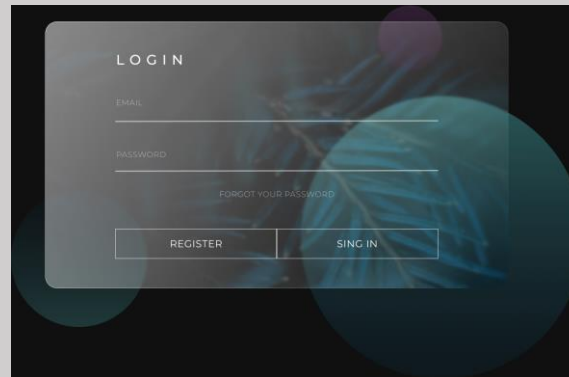 LOGIN
EMAIL
PASSWORD
FORGOT YOUR PASSWORD
REGISTER
SING IN